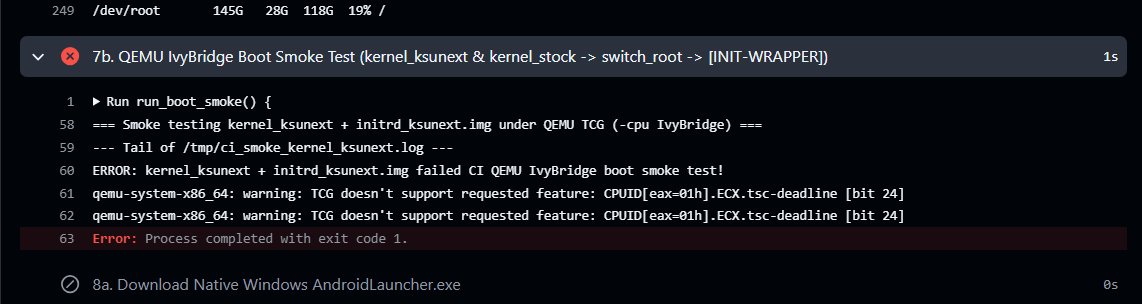 249 /dev/root 145G 28G 118G 19% /
7b. QEMU IvyBridge Boot Smoke Test (kernel_ksunext & kernel_stock -> switch_root -> [INIT-WRAPPER]) 1s
1 Run run_boot_smoke() {
58 === Smoke testing kernel_ksunext + initrd_ksunext.img under QEMU TCG (-cpu IvyBridge) ===
59 --- Tail of /tmp/ci_smoke_kernel_ksunext.log ---
60 ERROR: kernel_ksunext + initrd_ksunext.img failed CI QEMU IvyBridge boot smoke test!
61 qemu-system-x86_64: warning: TCG doesn't support requested feature: CPUID[eax=01h].ECX.tsc-deadline [bit 24]
62 qemu-system-x86_64: warning: TCG doesn't support requested feature: CPUID[eax=01h].ECX.tsc-deadline [bit 24]
63 Error: Process completed with exit code 1.
8a. Download Native Windows AndroidLauncher.exe 0s